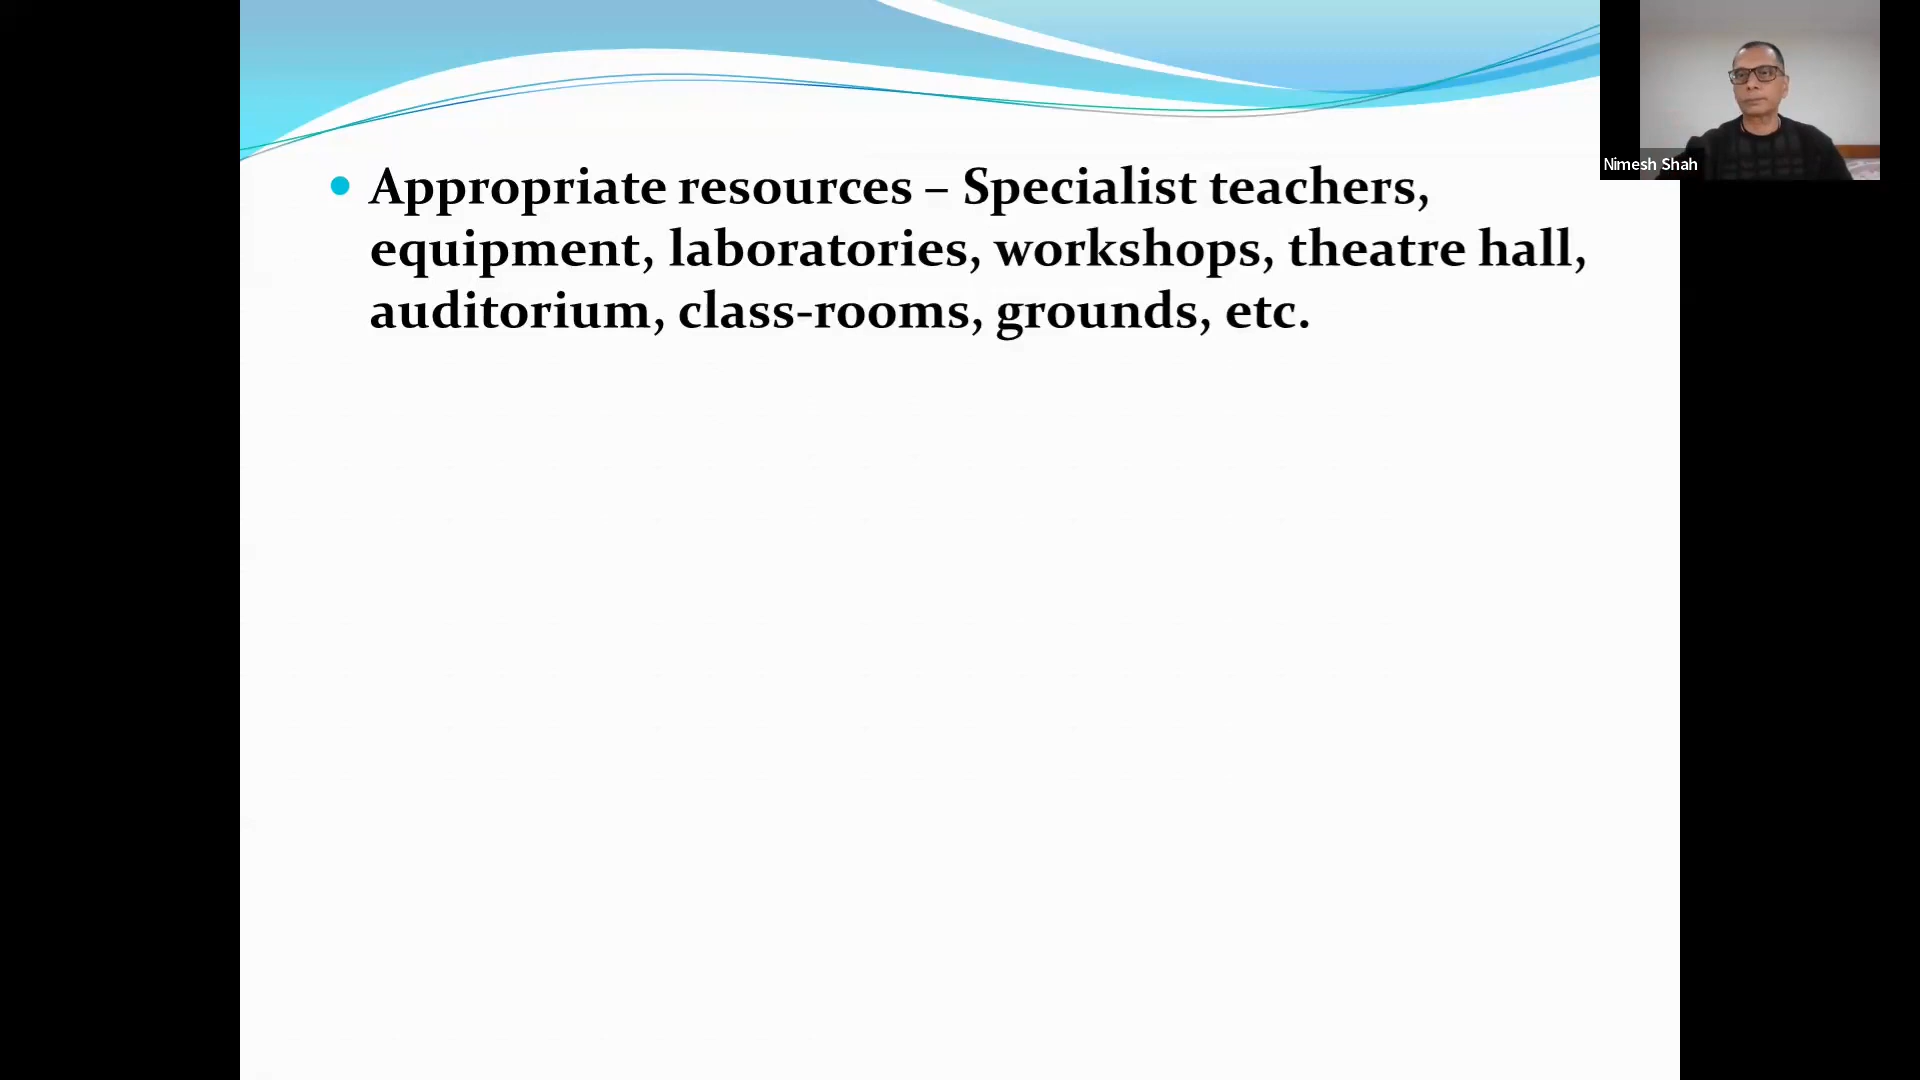 Appropriate resources – Specialist teachers,
equipment, laboratories, workshops, theatre hall,
auditorium, class-rooms, grounds, etc.
Nimesh Shah